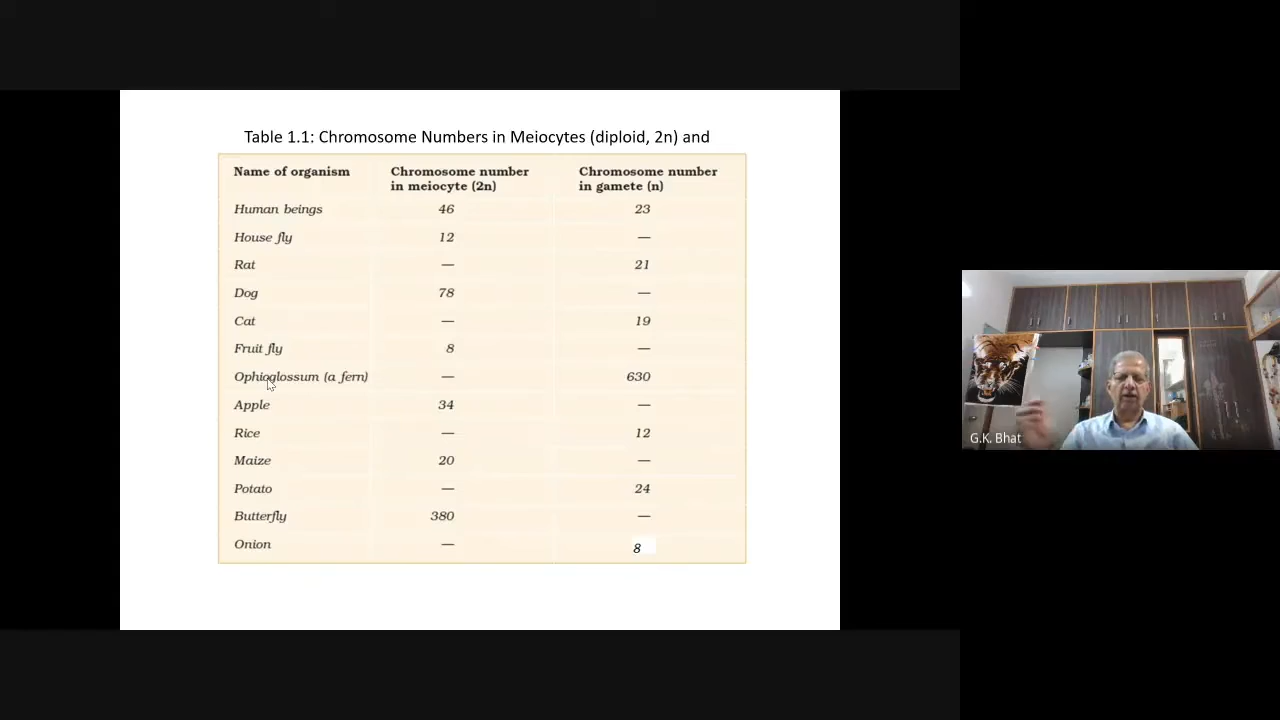 Table 1.1: Chromosome Numbers in Meiocytes (diploid, 2n) and
Name of organism Chromosome number in meiocyte (2n) Chromosome number in gamete (n)
Human beings 46 23
House fly 12 —
Rat — 21
Dog 78 —
Cat — 19
Fruit fly 8 —
Ophioglossum (a fern) — 630
Apple 34 —
Rice — 12
Maize 20 —
Potato — 24
Butterfly 380 —
Onion — 8
G.K. Bhat